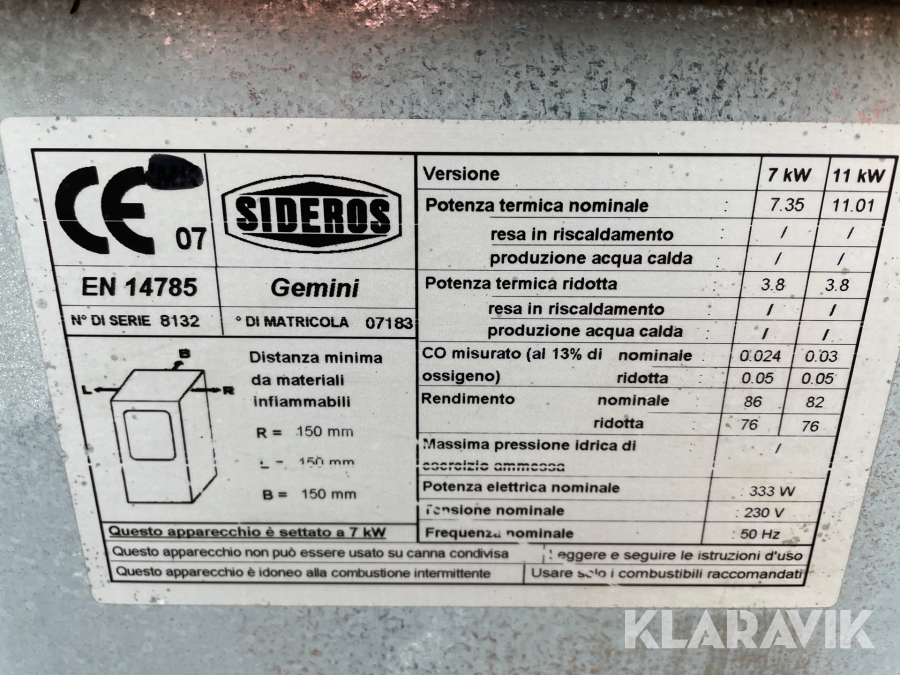 CE 07
SIDEROS
EN 14785
Gemini
N° DI SERIE 8132
° DI MATRICOLA 07183
B
L
R
Distanza minima
da materiali
infiammabili
R = 150 mm
L = 150 mm
B = 150 mm
Questo apparecchio è settato a 7 kW
Versione 7 kW 11 kW
Potenza termica nominale : 7.35 11.01
resa in riscaldamento : / /
produzione acqua calda : / /
Potenza termica ridotta : 3.8 3.8
resa in riscaldamento : / /
produzione acqua calda : / /
CO misurato (al 13% di nominale : 0.024 0.03
ossigeno) ridotta : 0.05 0.05
Rendimento nominale : 86 82
ridotta : 76 76
Massima pressione idrica di : /
esercizio ammessa
Potenza elettrica nominale : 333 W
Tensione nominale : 230 V
Frequenza nominale : 50 Hz
Questo apparecchio non può essere usato su canna condivisa
Leggere e seguire le istruzioni d'uso
Questo apparecchio è idoneo alla combustione intermittente
Usare solo i combustibili raccomandati
KLARAVIK